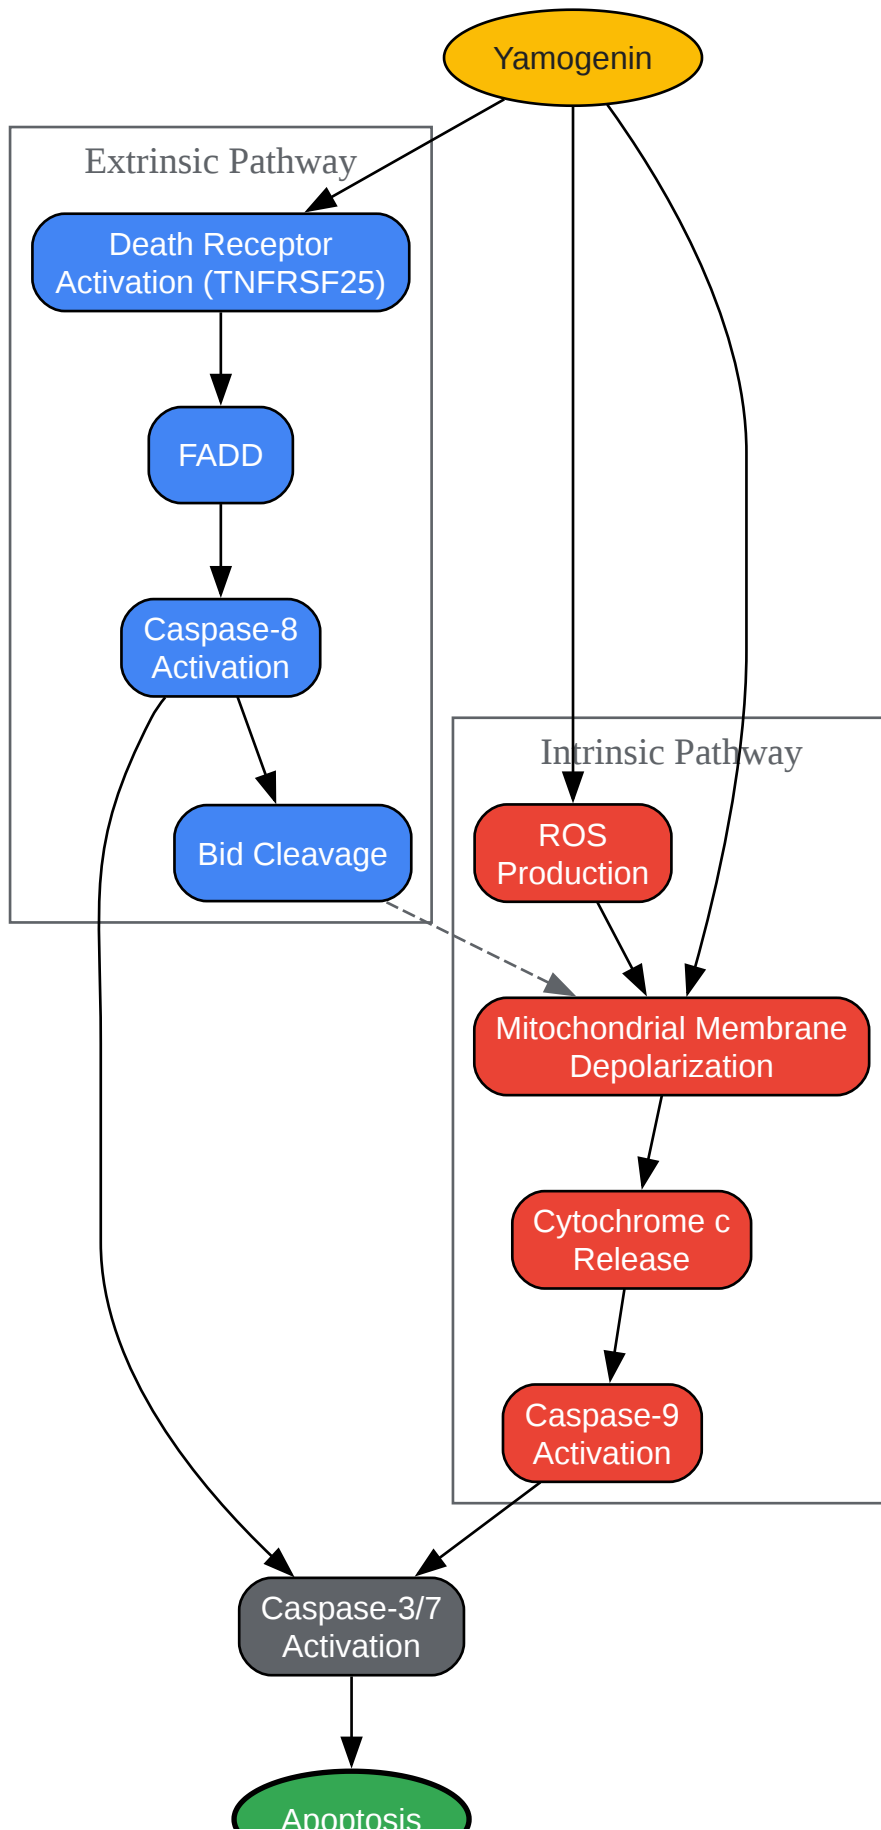 Yamogenin
Extrinsic Pathway
Death Receptor
Activation (TNFRSF25)
FADD
Caspase-8
Activation
Bid Cleavage
Intrinsic Pathway
ROS
Production
Mitochondrial Membrane
Depolarization
Cytochrome c
Release
Caspase-9
Activation
Caspase-3/7
Activation
Apoptosis